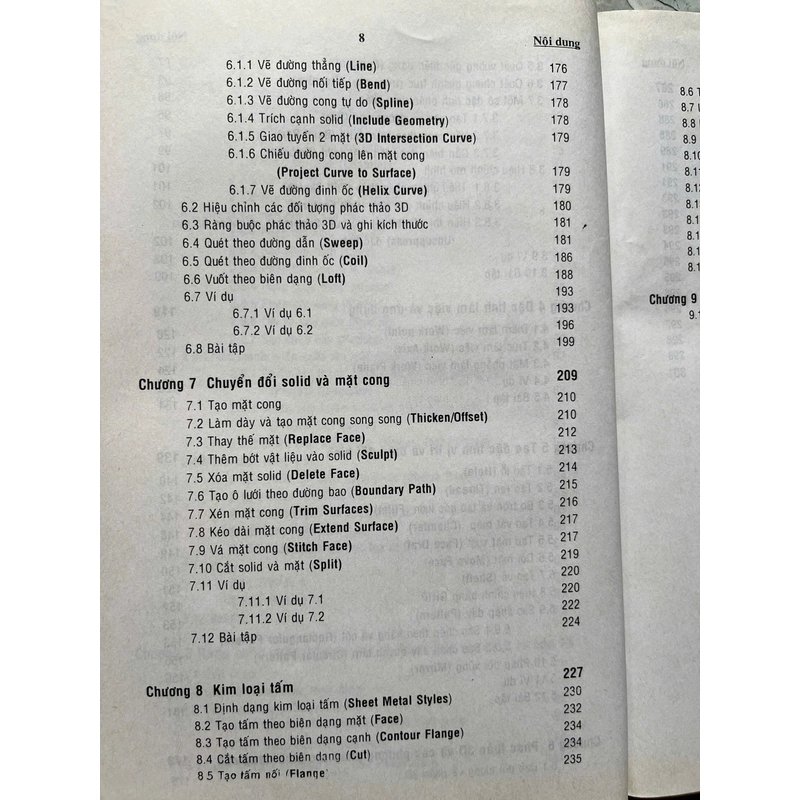 8 Nội dung
6.1.1 Vẽ đường thẳng (Line) 176
6.1.2 Vẽ đường nối tiếp (Bend) 177
6.1.3 Vẽ đường cong tự do (Spline) 178
6.1.4 Trích cạnh solid (Include Geometry) 178
6.1.5 Giao tuyến 2 mặt (3D Intersection Curve) 179
6.1.6 Chiếu đường cong lên mặt cong
(Project Curve to Surface) 179
6.1.7 Vẽ đường đinh ốc (Helix Curve) 179
6.2 Hiệu chỉnh các đối tượng phác thảo 3D 180
6.3 Ràng buộc phác thảo 3D và ghi kích thước 181
6.4 Quét theo đường dẫn (Sweep) 181
6.5 Quét theo đường đinh ốc (Coil) 186
6.6 Vuốt theo biên dạng (Loft) 188
6.7 Ví dụ 193
6.7.1 Ví dụ 6.1 193
6.7.2 Ví dụ 6.2 196
6.8 Bài tập 199
Chương 7 Chuyển đổi solid và mặt cong 209
7.1 Tạo mặt cong 210
7.2 Làm dày và tạo mặt cong song song (Thicken/Offset) 210
7.3 Thay thế mặt (Replace Face) 212
7.4 Thêm bớt vật liệu vào solid (Sculpt) 213
7.5 Xóa mặt solid (Delete Face) 214
7.6 Tạo ô lưới theo đường bao (Boundary Path) 215
7.7 Xén mặt cong (Trim Surfaces) 216
7.8 Kéo dài mặt cong (Extend Surface) 217
7.9 Vá mặt cong (Stitch Face) 217
7.10 Cắt solid và mặt (Split) 219
7.11 Ví dụ 220
7.11.1 Ví dụ 7.1 220
7.11.2 Ví dụ 7.2 222
7.12 Bài tập 224
Chương 8 Kim loại tấm 227
8.1 Định dạng kim loại tấm (Sheet Metal Styles) 230
8.2 Tạo tấm theo biên dạng mặt (Face) 232
8.3 Tạo tấm theo biên dạng cạnh (Contour Flange) 234
8.4 Cắt tấm theo biên dạng (Cut) 234
8.5 Tạo tấm nối (Flange) 235
8.6
8.7
8.8
8.9
8.10
Chương 9